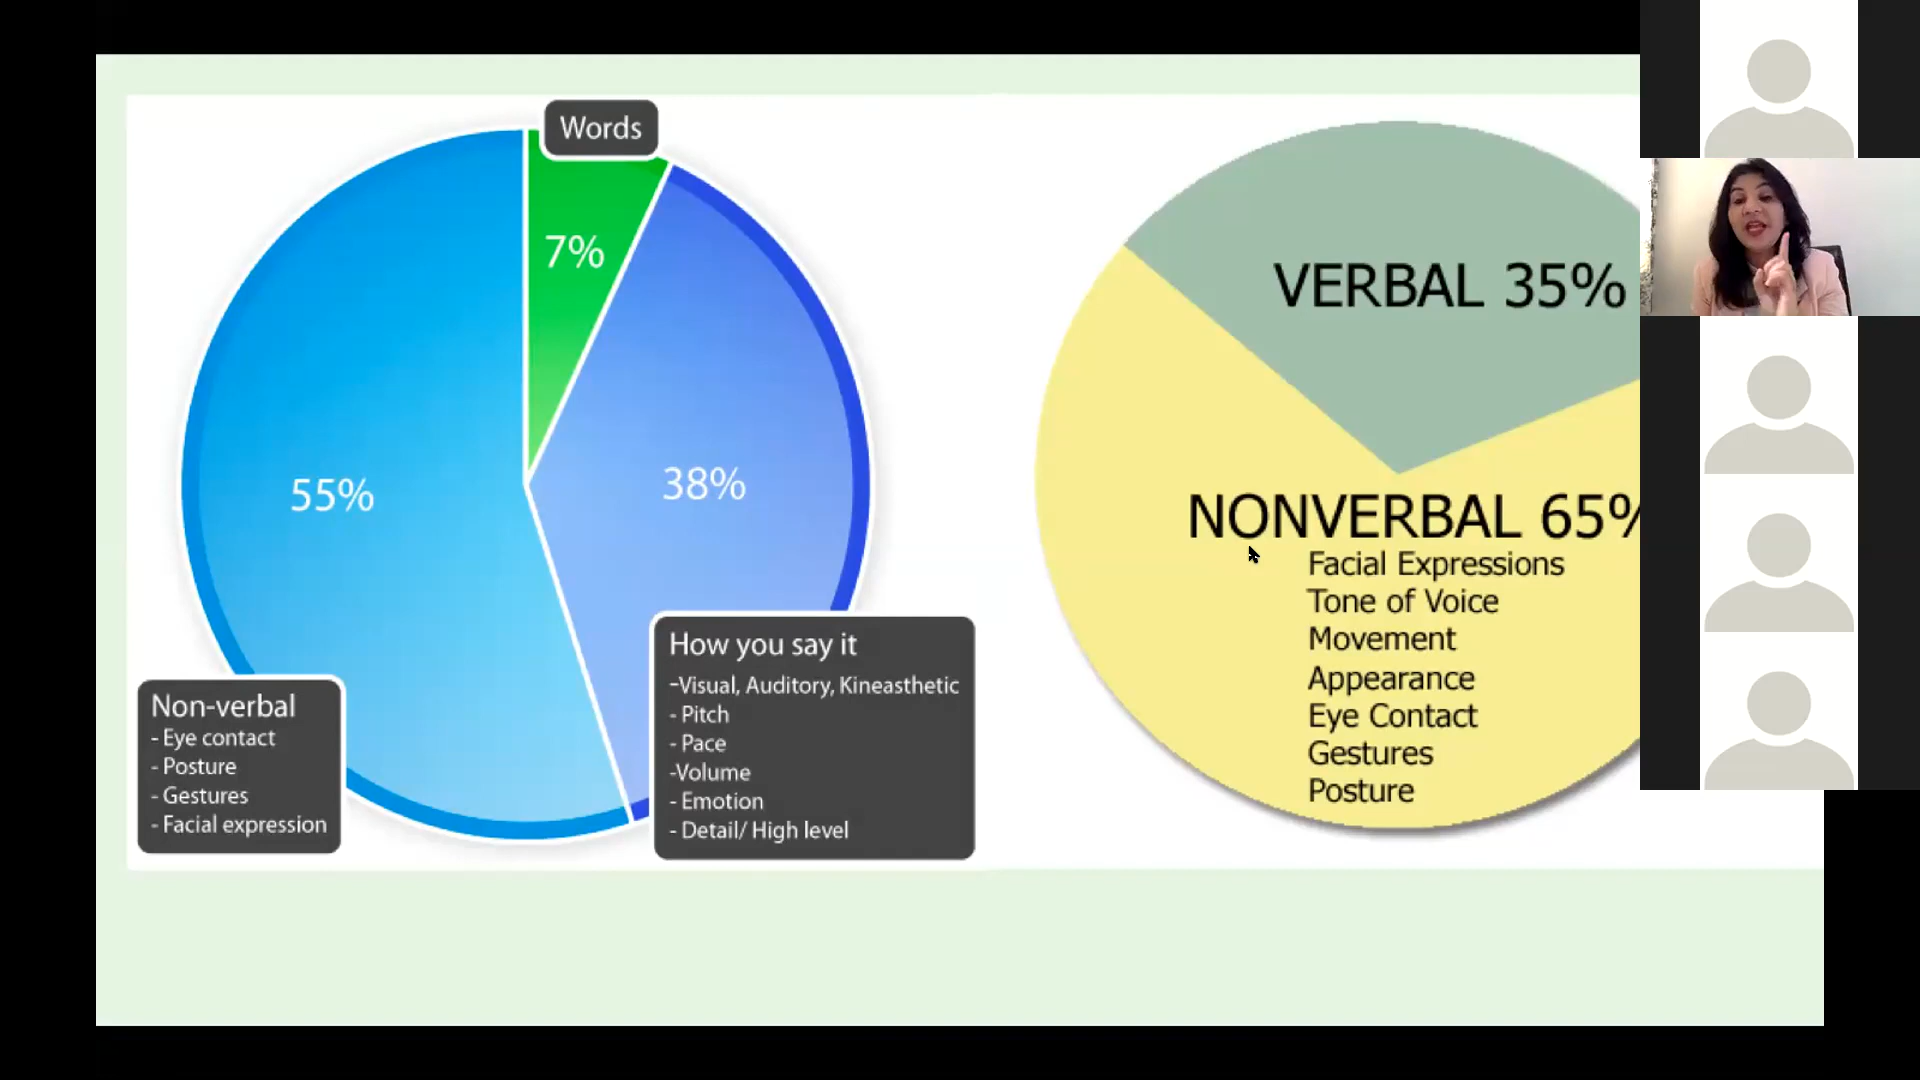 Words
7%
55%
38%
Non-verbal
- Eye contact
- Posture
- Gestures
- Facial expression
How you say it
-Visual, Auditory, Kineasthetic
- Pitch
- Pace
-Volume
- Emotion
- Detail/ High level
VERBAL 35%
NONVERBAL 65%
Facial Expressions
Tone of Voice
Movement
Appearance
Eye Contact
Gestures
Posture